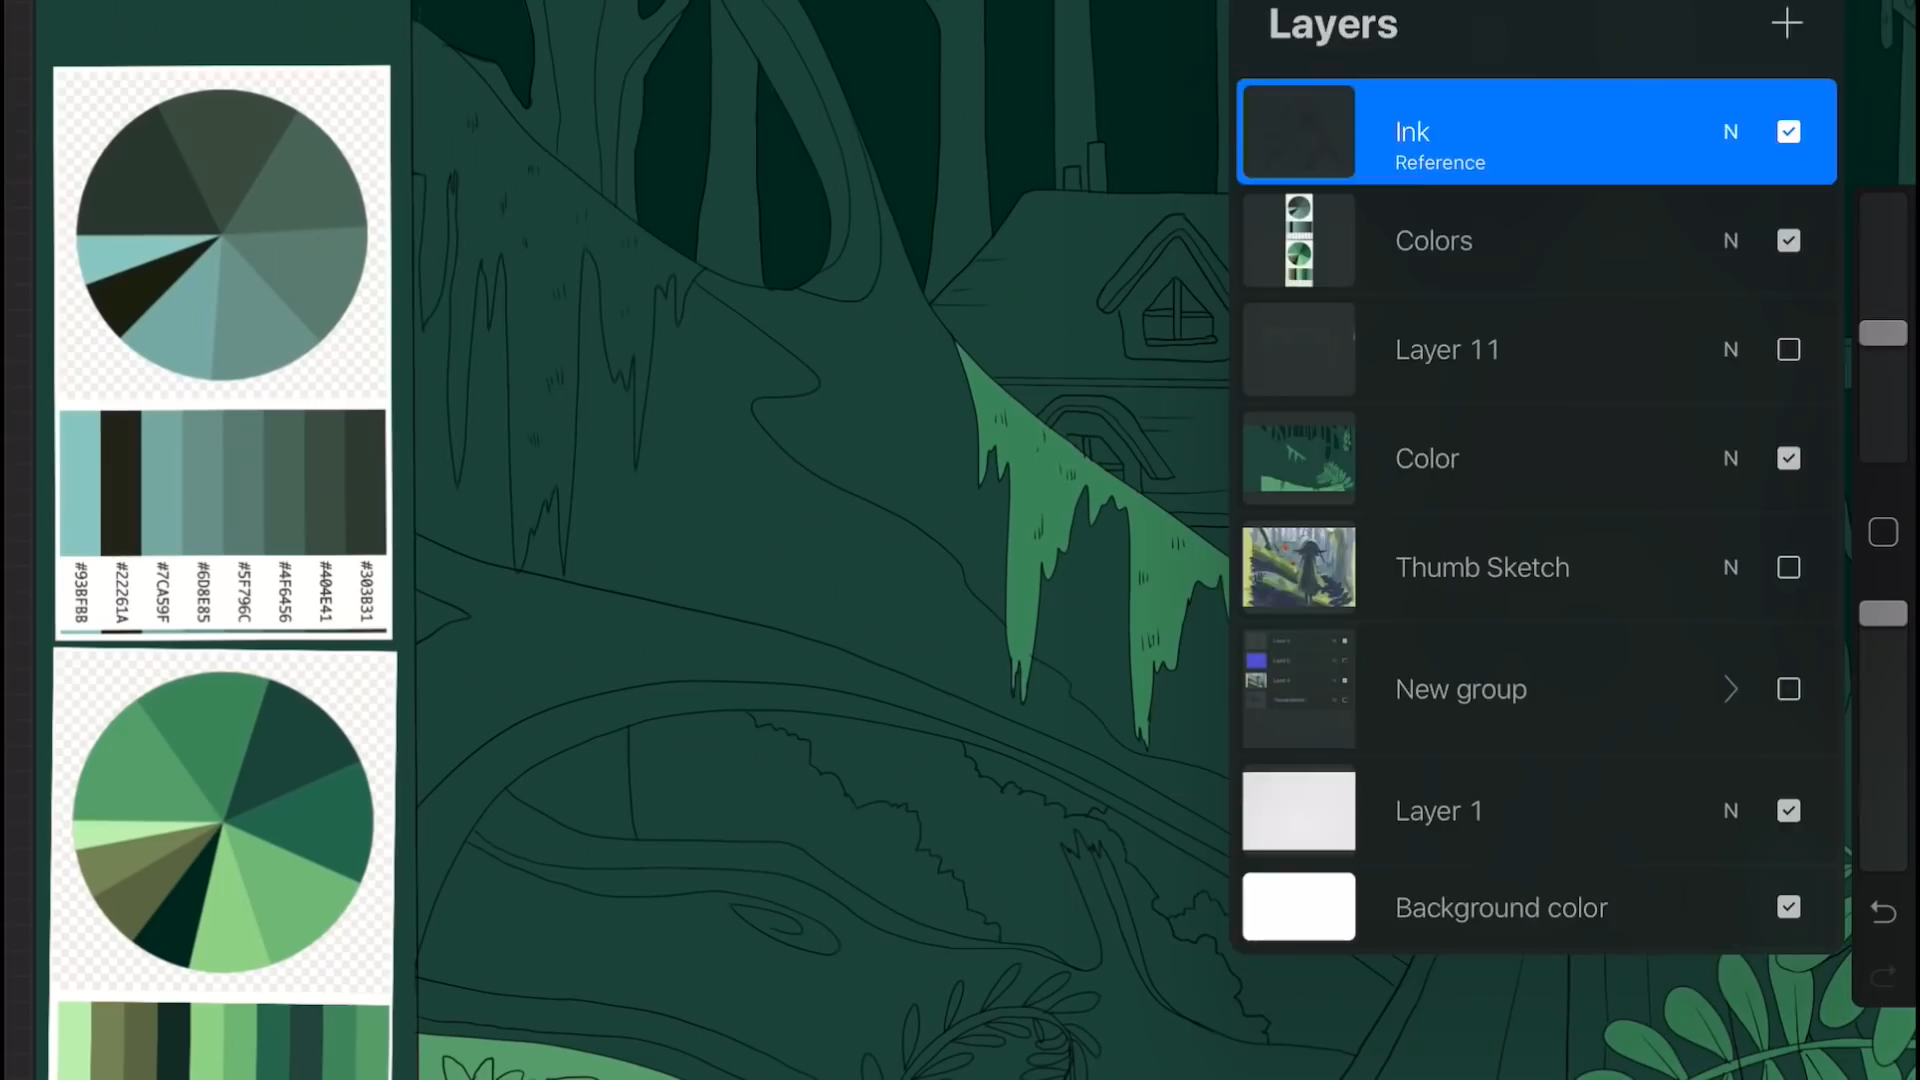 Layers
Ink
N
Reference
Colors
N
Layer 11
N
Color
N
Thumb Sketch
N
New group
Layer 1
N
Background color
#93BFBB
#22261A
#7CA59F
#6D8E85
#5F796C
#4F6456
#404E41
#303B31